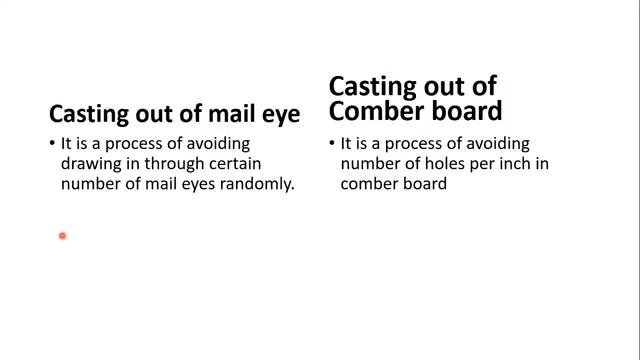 Casting out of mail eye
• It is a process of avoiding
drawing in through certain
number of mail eyes randomly.
Casting out of
Comber board
• It is a process of avoiding
number of holes per inch in
comber board